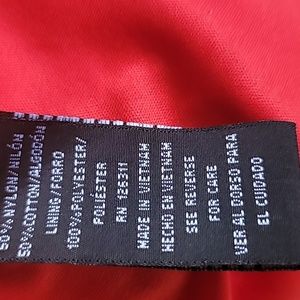 50%NYLON/NILÓN
50%COTTON/ALGODÓN
LINING/FORRO
100%POLYESTER/
POLIÉSTER
RN 126311
MADE IN VIETNAM
HECHO EN VIETNAM
SEE REVERSE
FOR CARE
VER AL DORSO PARA
EL CUIDADO